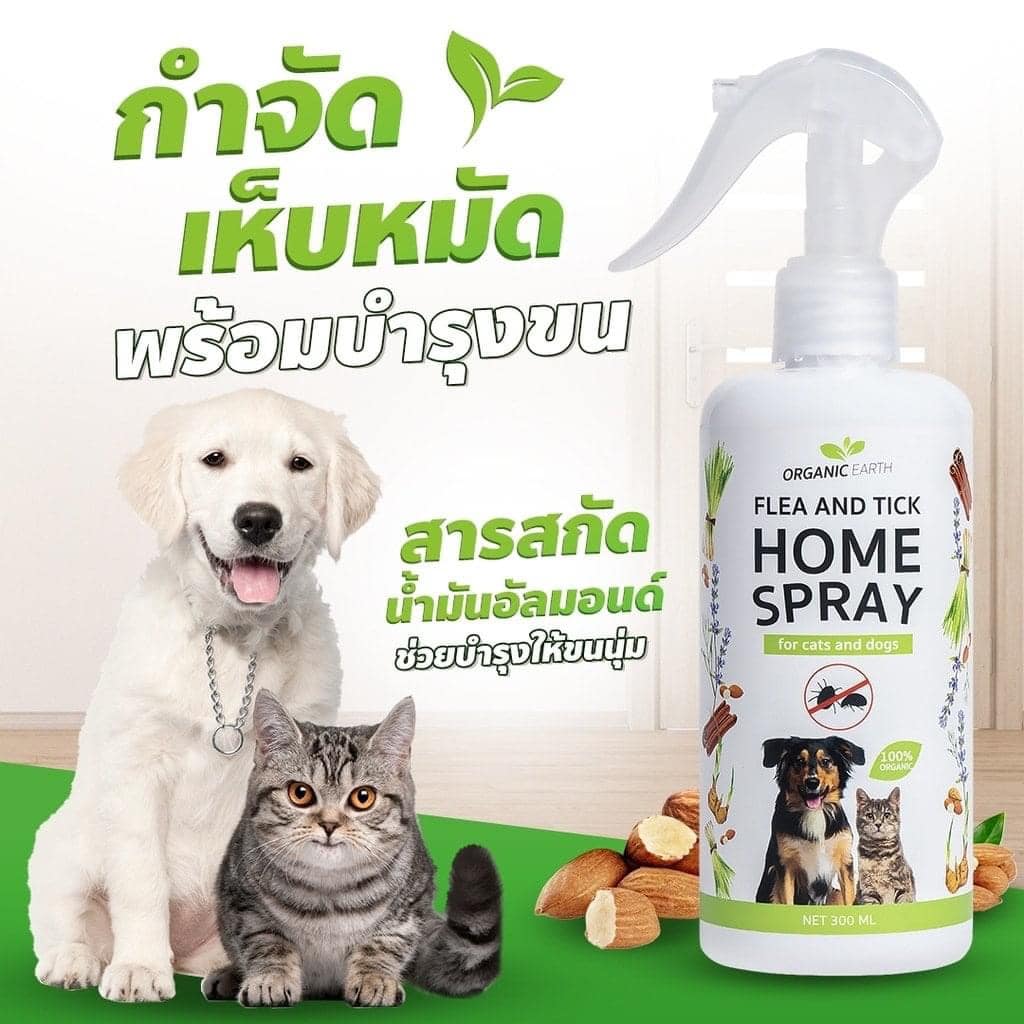 กำจัด
เห็บหมัด
พร้อมบำรุงขน
สารสกัด
น้ำมันอัลมอนด์
ช่วยบำรุงให้ขนนุ่ม
ORGANIC EARTH
FLEA AND TICK
HOME
SPRAY
for cats and dogs
100%
ORGANIC
NET 300 ML